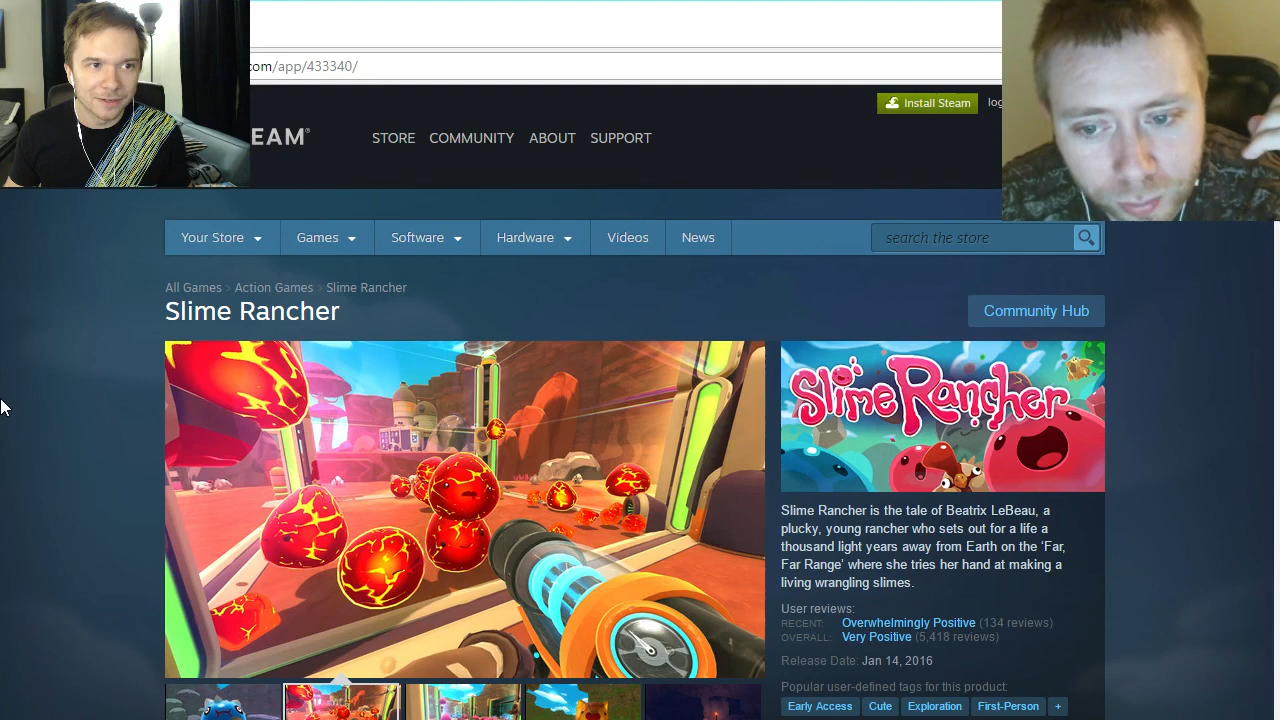 com/app/433340/
Install Steam
log
EAM®
STORE COMMUNITY ABOUT SUPPORT
Your Store Games Software Hardware Videos News
search the store
All Games > Action Games > Slime Rancher
Slime Rancher
Community Hub
Slime Rancher
Slime Rancher is the tale of Beatrix LeBeau, a
plucky, young rancher who sets out for a life a
thousand light years away from Earth on the ‘Far,
Far Range’ where she tries her hand at making a
living wrangling slimes.
User reviews:
RECENT: Overwhelmingly Positive (134 reviews)
OVERALL: Very Positive (5,418 reviews)
Release Date: Jan 14, 2016
Popular user-defined tags for this product:
Early Access Cute Exploration First-Person +